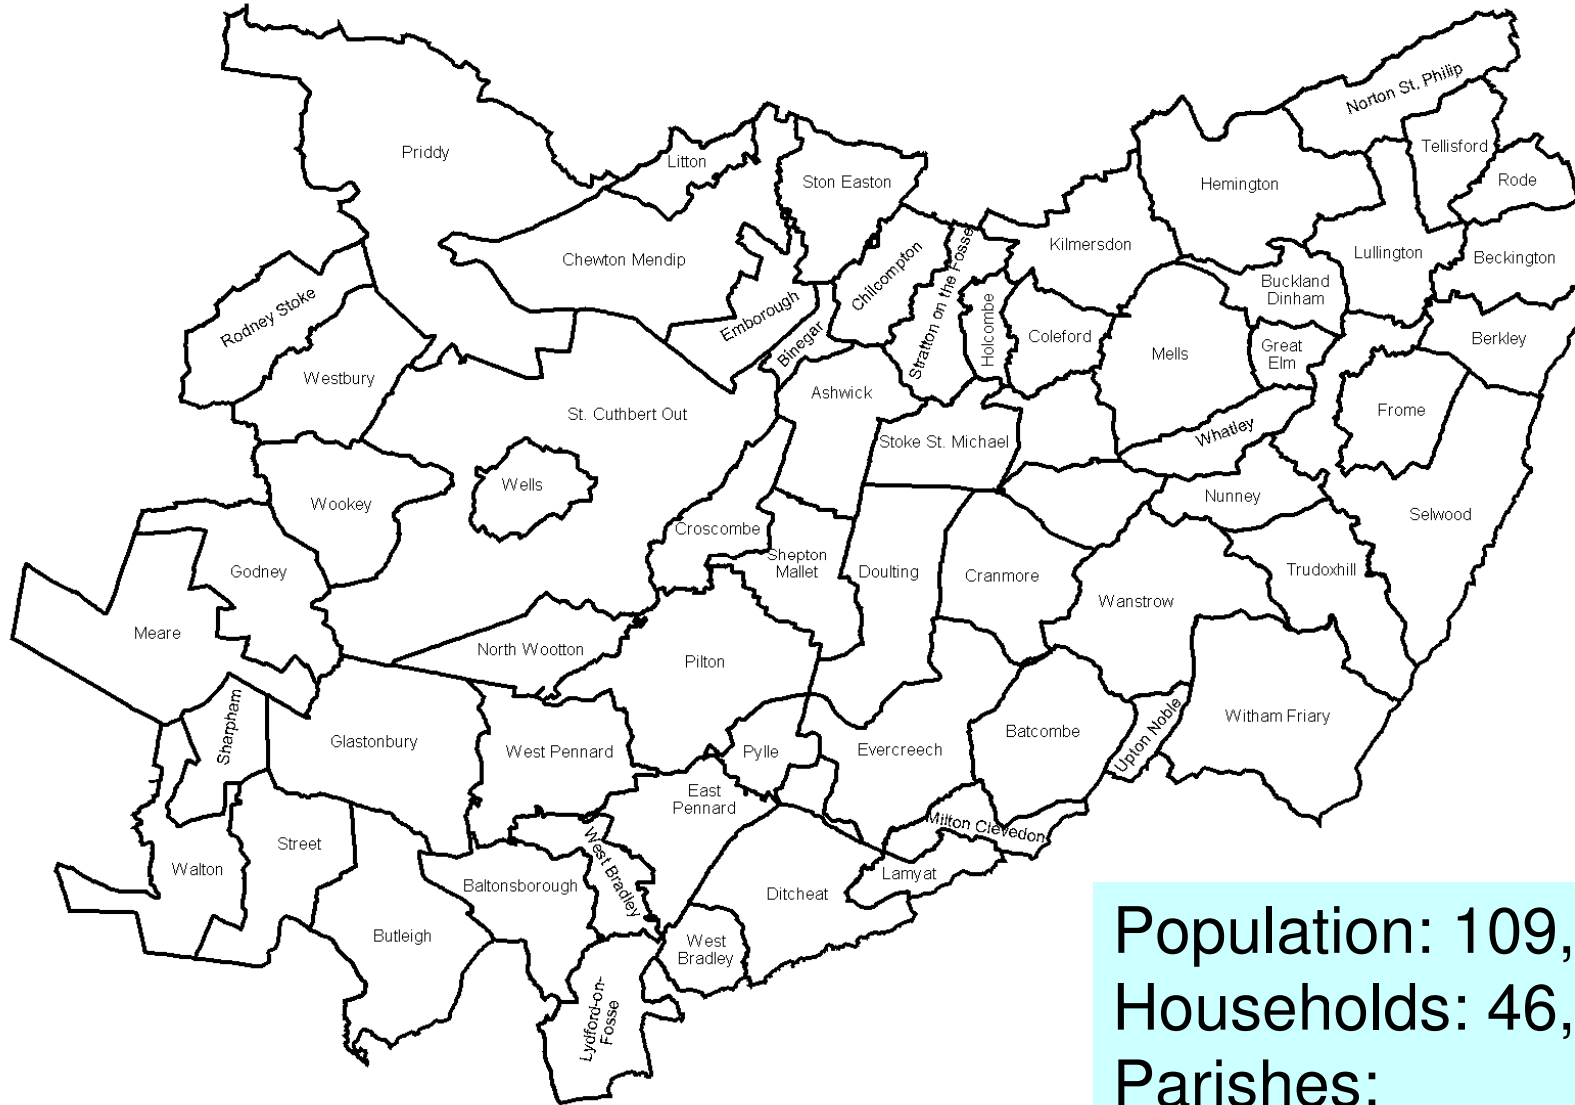 Norton St. Philip
Priddy
Litton
Ston Easton
Hemington
Tellisford
Rode
Chewton Mendip
Chilcompton
Stratton on the Fosse
Kilmersdon
Lullington
Beckington
Buckland
Dinham
Rodney Stoke
Emborough
Binegar
Holcombe
Coleford
Mells
Great
Elm
Berkley
Westbury
St. Cuthbert Out
Ashwick
Frome
Stoke St. Michael
Whatley
Wells
Wookey
Nunney
Selwood
Croscombe
Shepton
Mallet
Godney
Doulting
Cranmore
Trudoxhill
Wanstrow
Meare
North Wootton
Pilton
Sharpham
Glastonbury
West Pennard
Pylle
Evercreech
Batcombe
Upton Noble
Witham Friary
East
Pennard
Milton Clevedon
Street
Walton
West Bradley
Lamyat
Baltonsborough
Ditcheat
Butleigh
West
Bradley
Lydford-on-
Fosse
Population: 109,
Households: 46,
Parishes: